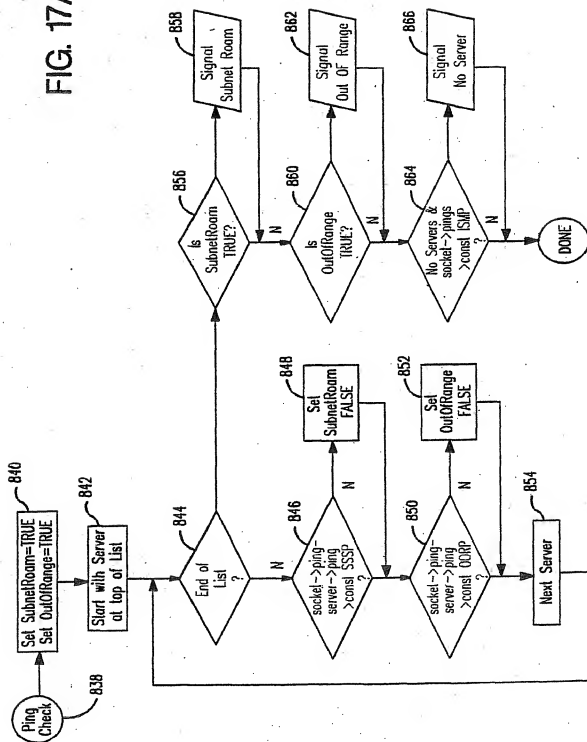 FIG. 17A
Ping
Check
838
Set SubnetRoam=TRUE
Set OutOfRange=TRUE
840
Start with Server
at top of List
842
End of
List
?
844
N
socket->ping-
server->ping
>const SSSP
?
846
N
Set
SubnetRoam
FALSE
848
socket->ping-
server->ping
>const OORP
?
850
N
Set
OutOfRange
FALSE
852
Next Server
854
Is
SubnetRoam
TRUE?
856
N
Signal
Subnet Roam
858
Is
OutOfRange
TRUE?
860
N
Signal
Out OF Range
862
No Servers &
socket->pings
>const ISMP
?
864
N
Signal
No Server
866
DONE